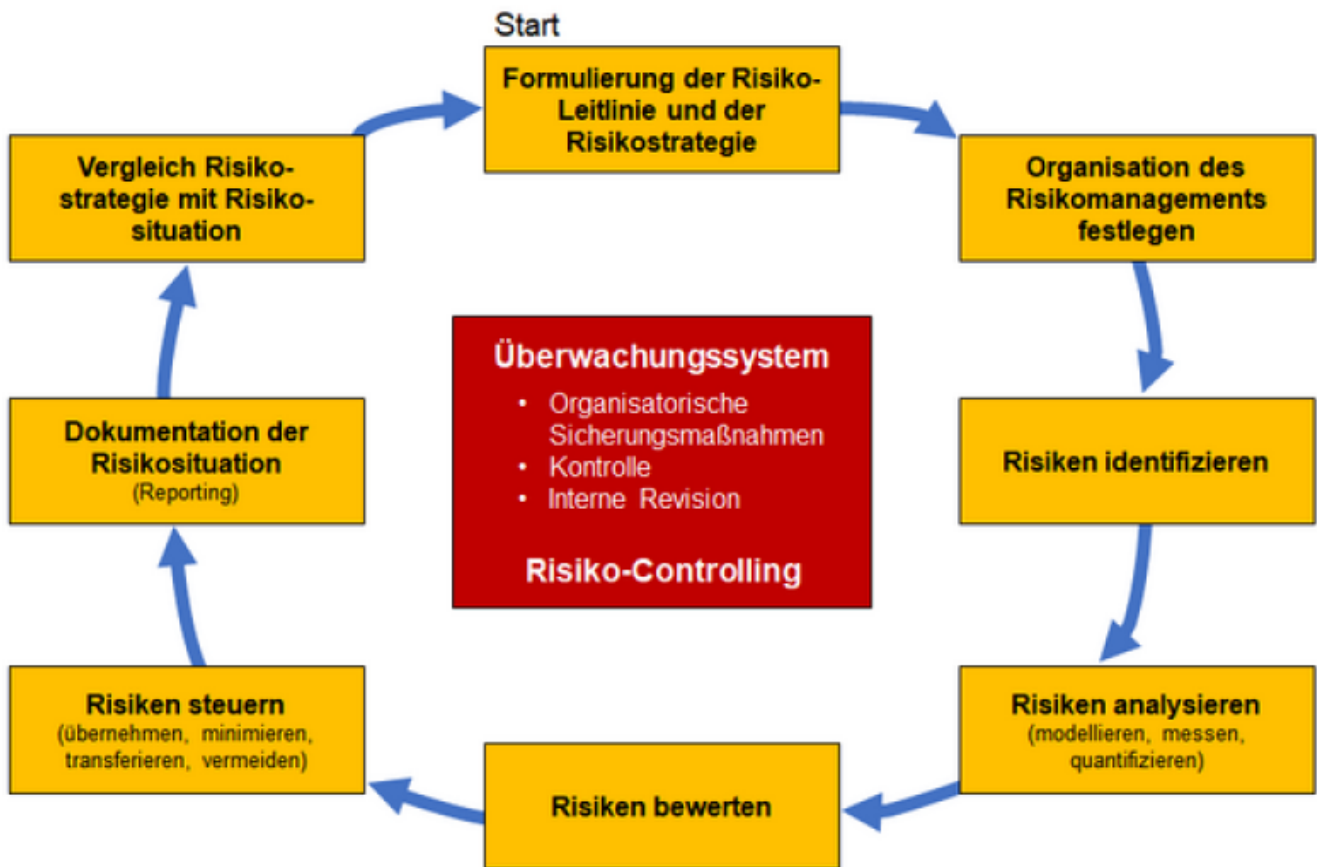 Start
Formulierung der Risiko-
Leitlinie und der
Risikostrategie
Organisation des
Risikomanagements
festlegen
Risiken identifizieren
Risiken analysieren
(modellieren, messen,
quantifizieren)
Risiken bewerten
Risiken steuern
(übernehmen, minimieren,
transferieren, vermeiden)
Dokumentation der
Risikosituation
(Reporting)
Vergleich Risiko-
strategie mit Risiko-
situation
Überwachungssystem
• Organisatorische
Sicherungsmaßnahmen
• Kontrolle
• Interne Revision
Risiko-Controlling